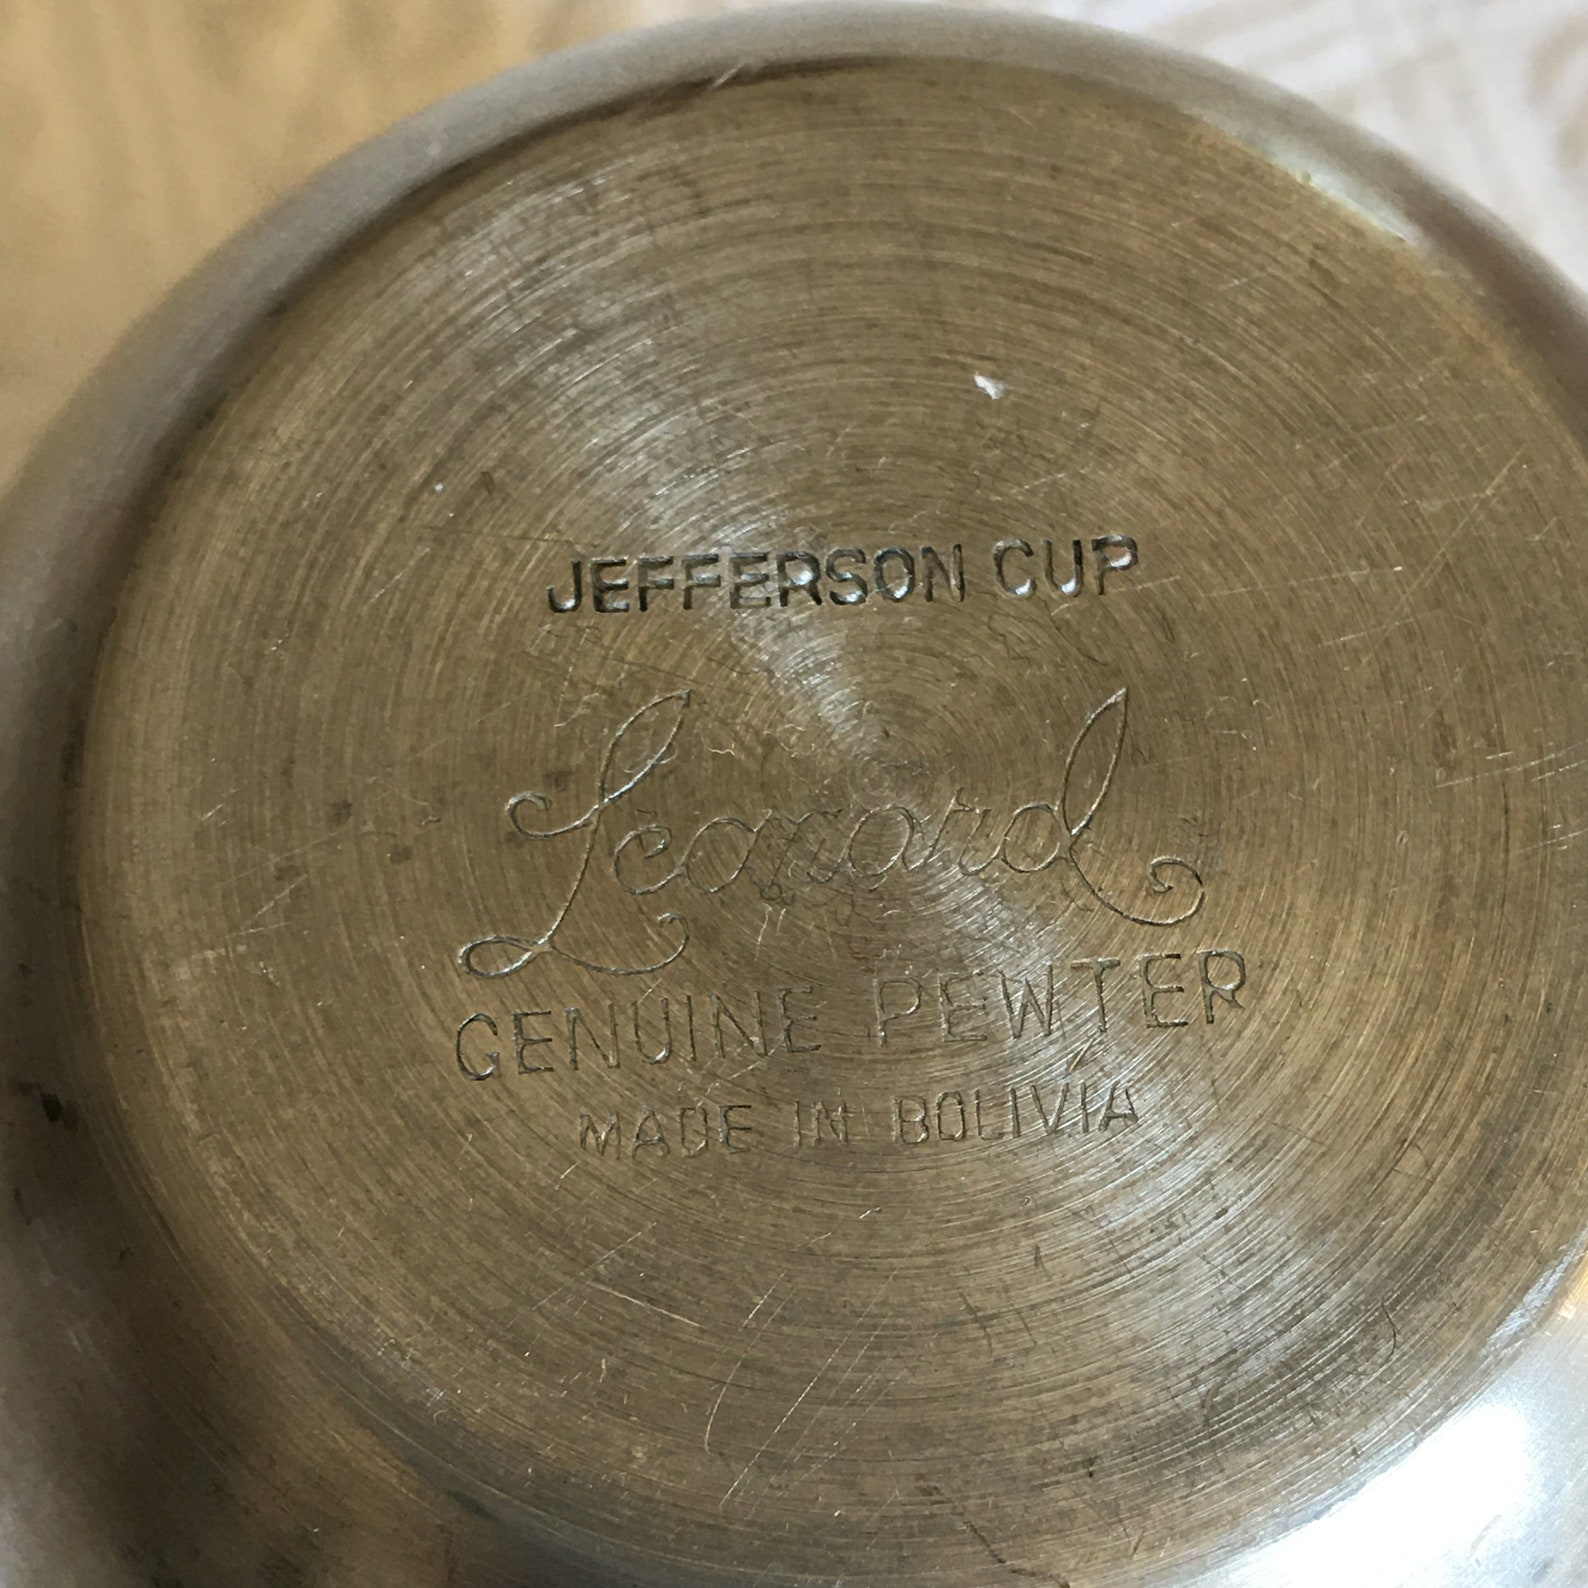 JEFFERSON CUP
Leonard
GENUINE PEWTER
MADE IN BOLIVIA